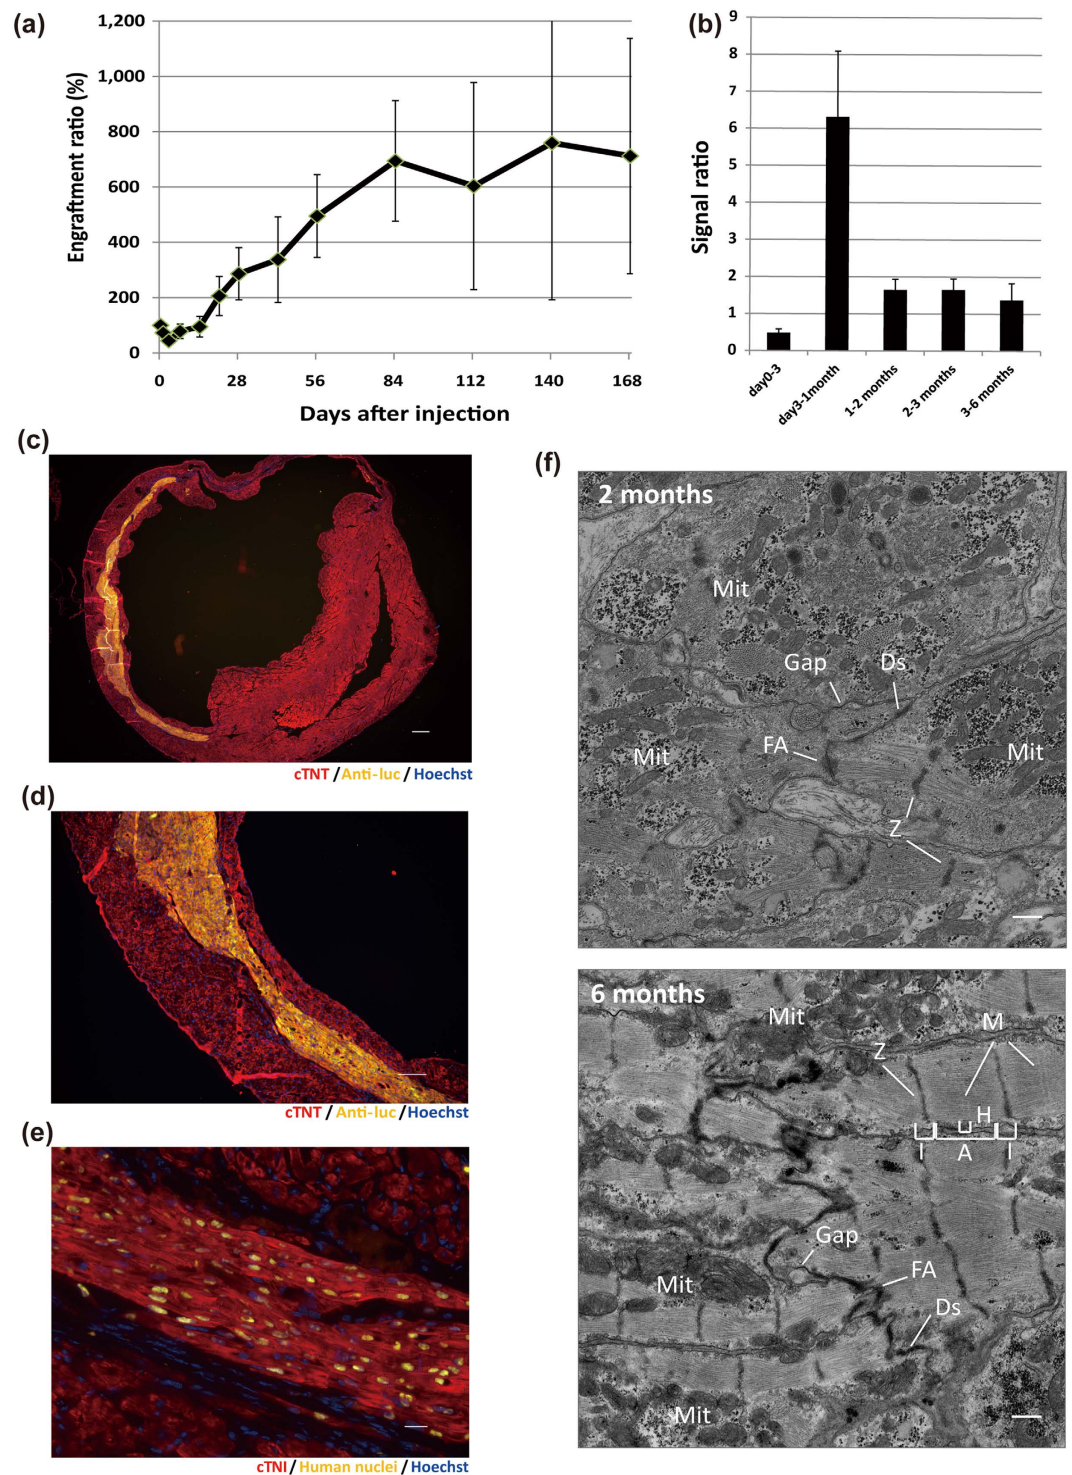 (a)
1,200
1,000
800
600
400
200
0
Engraftment ratio (%)
0 28 56 84 112 140 168
Days after injection
(b)
9
8
7
6
5
4
3
2
1
0
Signal ratio
day0-3
day3-1month
1-2 months
2-3 months
3-6 months
(c)
cTNT / Anti-luc / Hoechst
(d)
cTNT / Anti-luc / Hoechst
(e)
cTNI / Human nuclei / Hoechst
(f)
2 months
Mit
Gap Ds
FA
Mit Mit
Z
6 months
Mit M
Z
H
I A I
Gap
FA
Mit
Ds
Mit